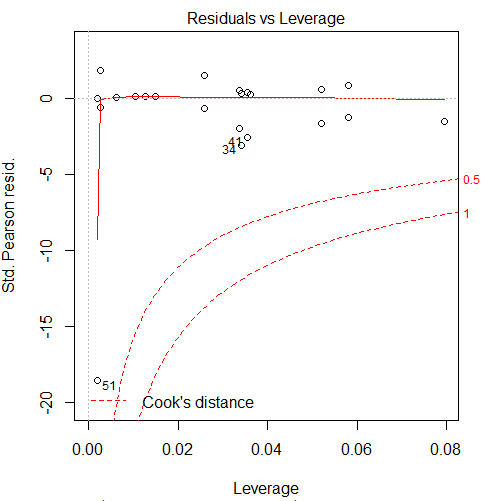 Residuals vs Leverage
Std. Pearson resid.
0
-5
-10
-15
-20
41
34
0.5
1
51
Cook's distance
0.00 0.02 0.04 0.06 0.08
Leverage